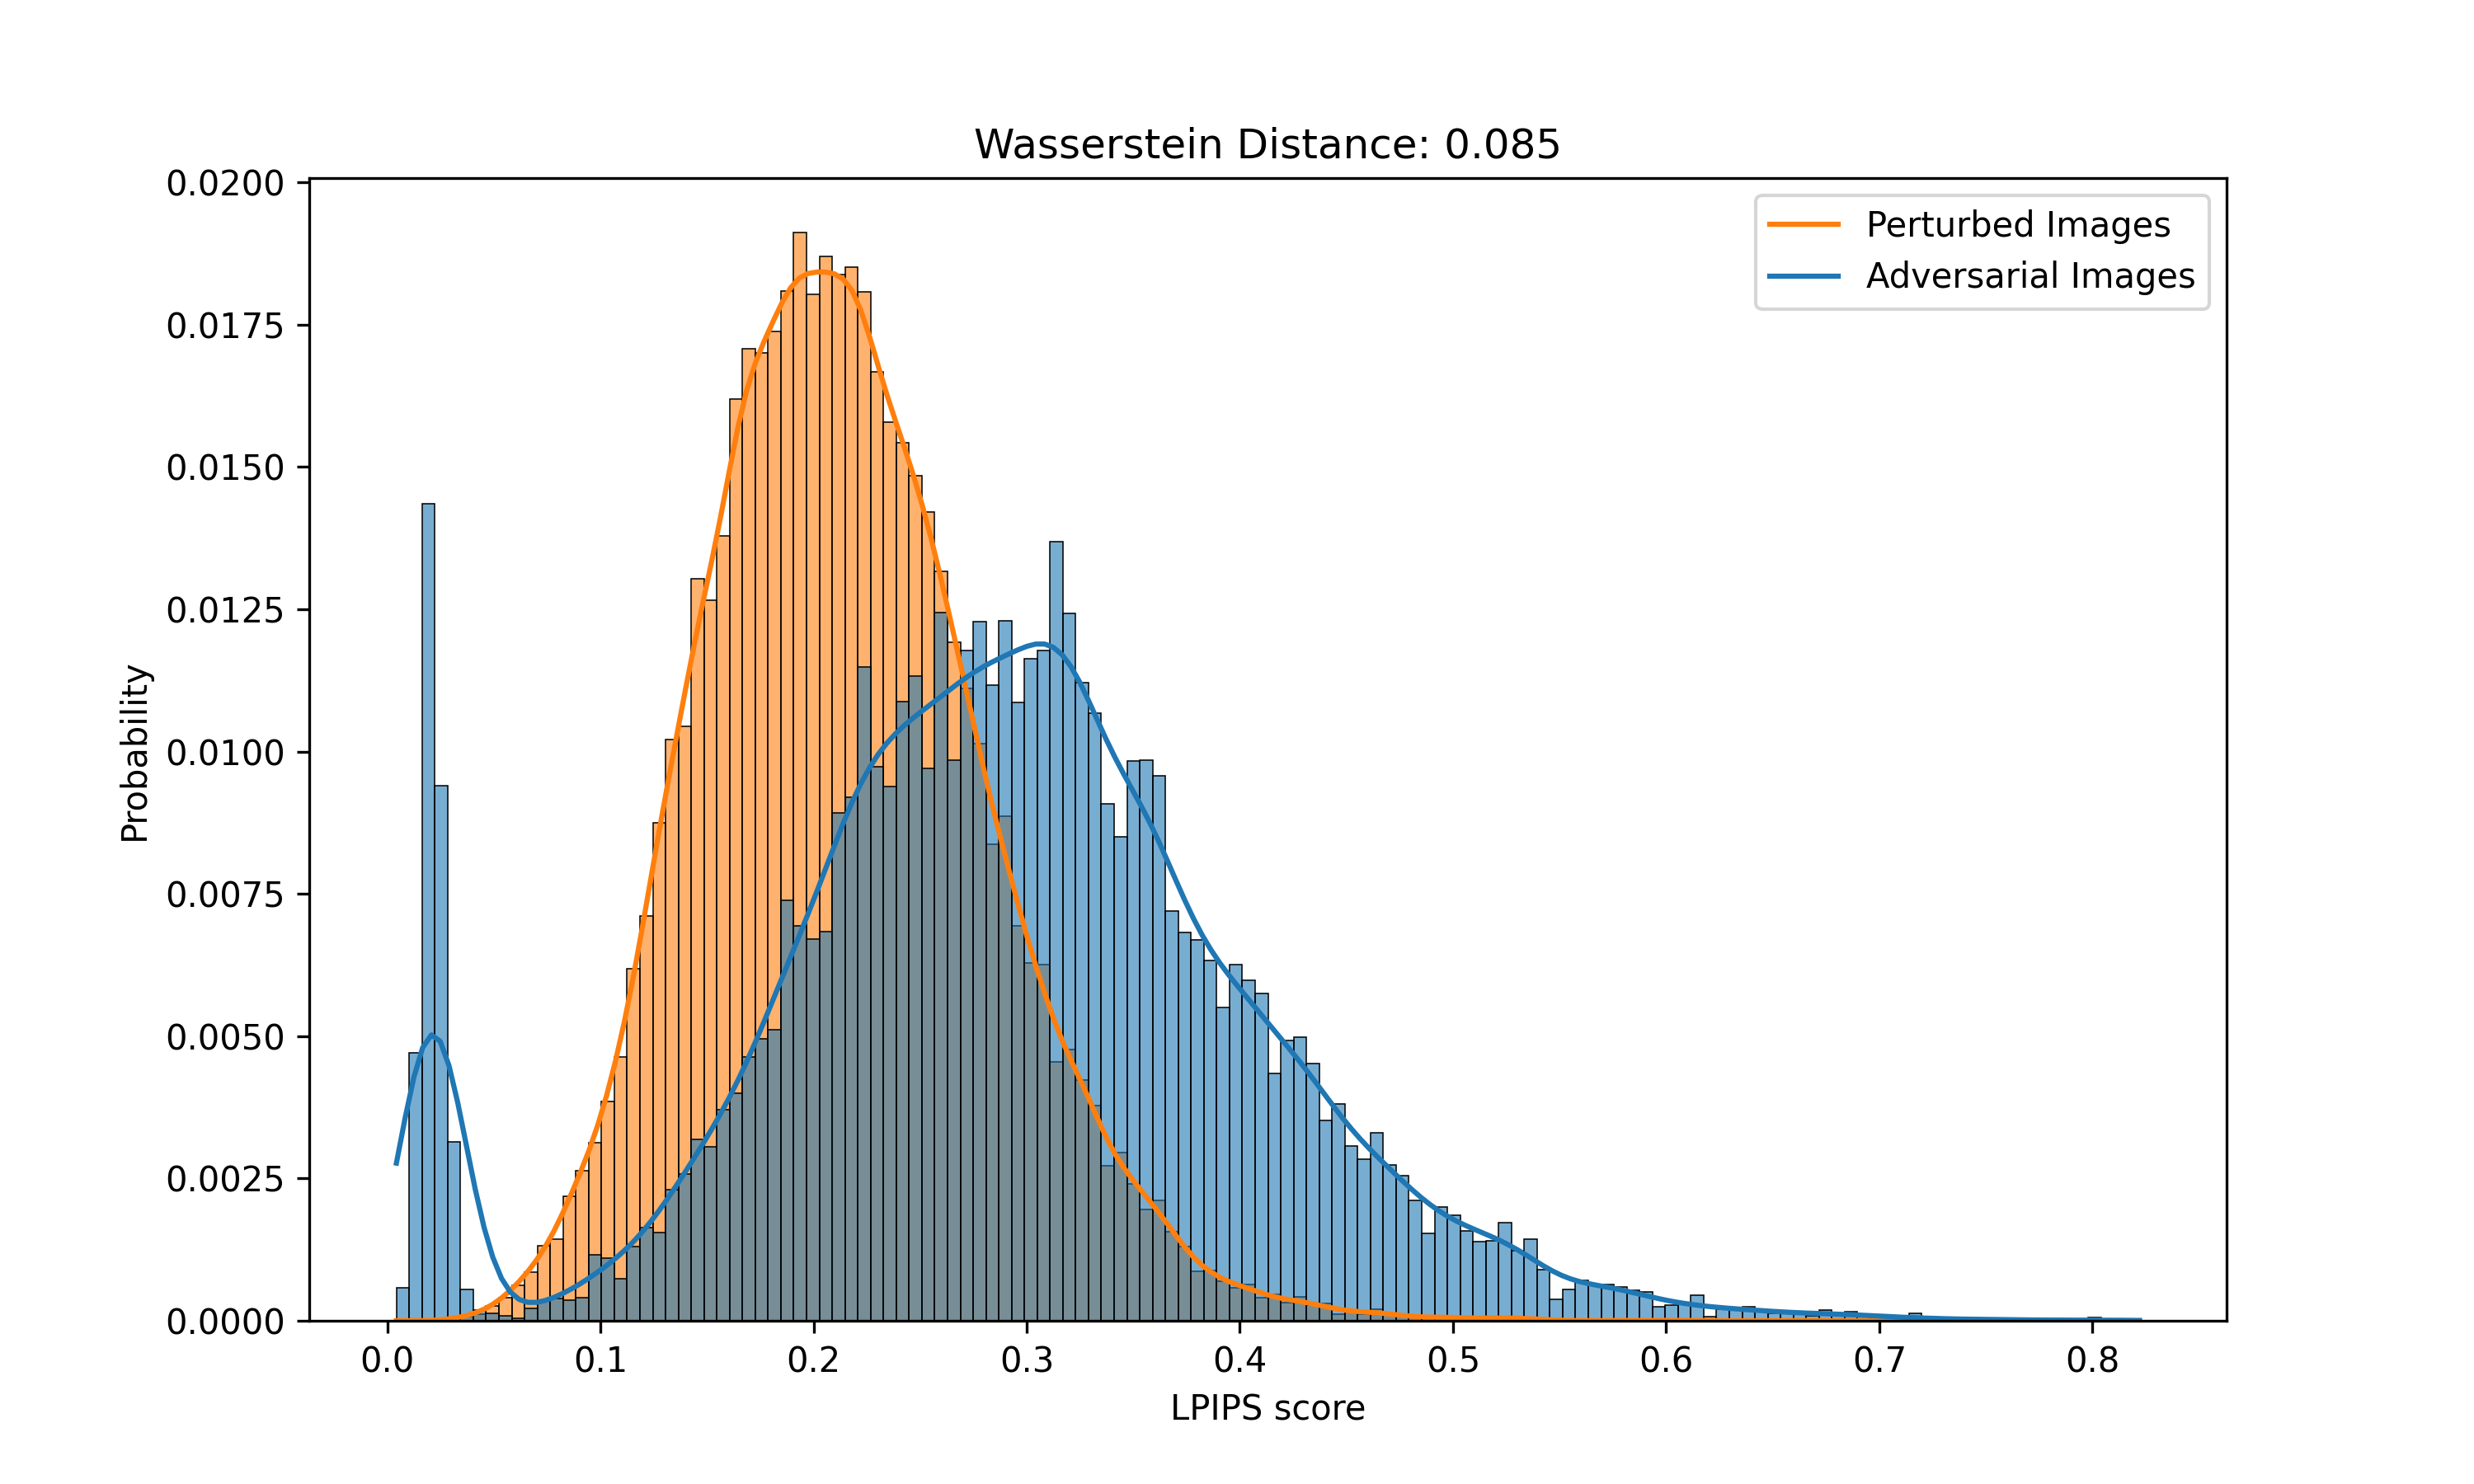 Wasserstein Distance: 0.085
0.0200
0.0175
0.0150
0.0125
0.0100
0.0075
0.0050
0.0025
0.0000
Probability
Perturbed Images
Adversarial Images
0.0 0.1 0.2 0.3 0.4 0.5 0.6 0.7 0.8
LPIPS score